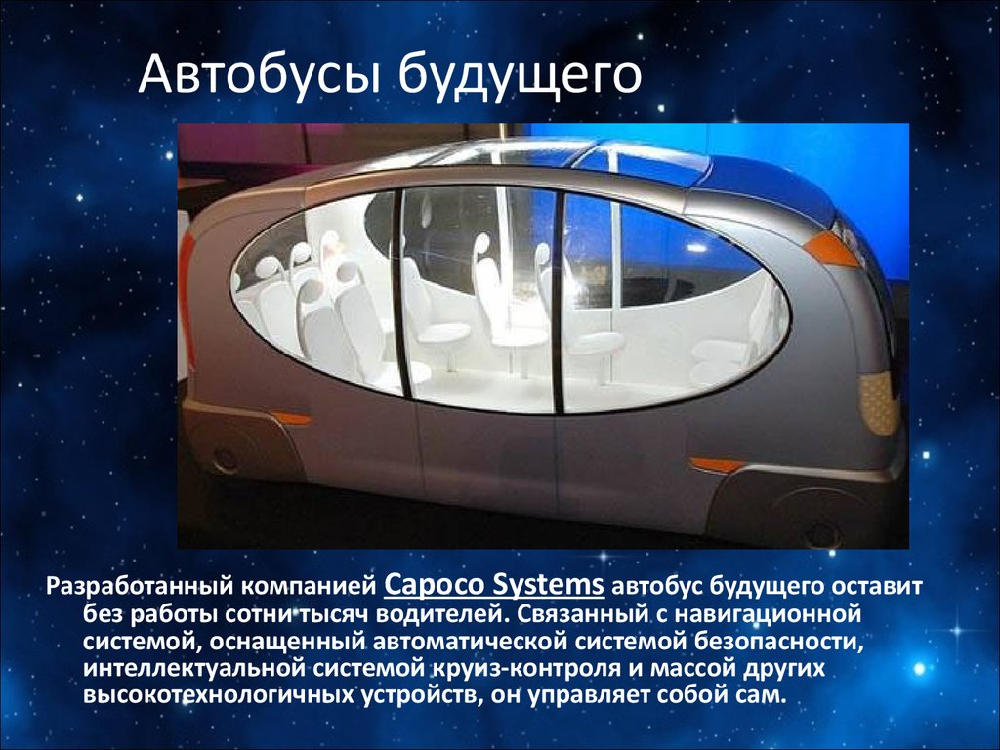 Автобусы будущего
Разработанный компанией Capoco Systems автобус будущего оставит
без работы сотни тысяч водителей. Связанный с навигационной
системой, оснащенный автоматической системой безопасности,
интеллектуальной системой круиз-контроля и массой других
высокотехнологичных устройств, он управляет собой сам.